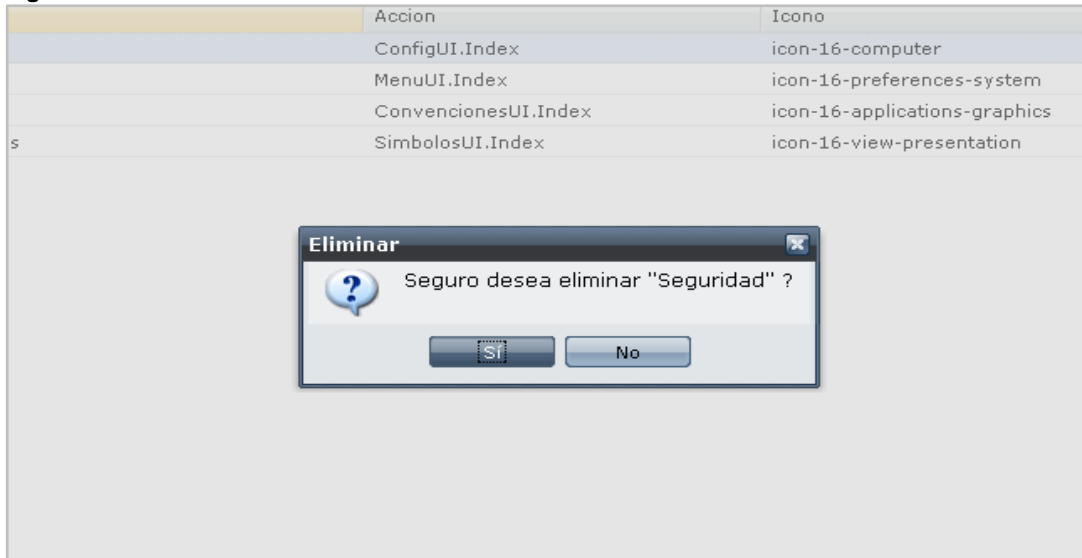 Accion Icono
ConfigUI.Index icon-16-computer
MenuUI.Index icon-16-preferences-system
ConvencionesUI.Index icon-16-applications-graphics
s SimbolosUI.Index icon-16-view-presentation
Eliminar
Seguro desea eliminar "Seguridad" ?
Sí No